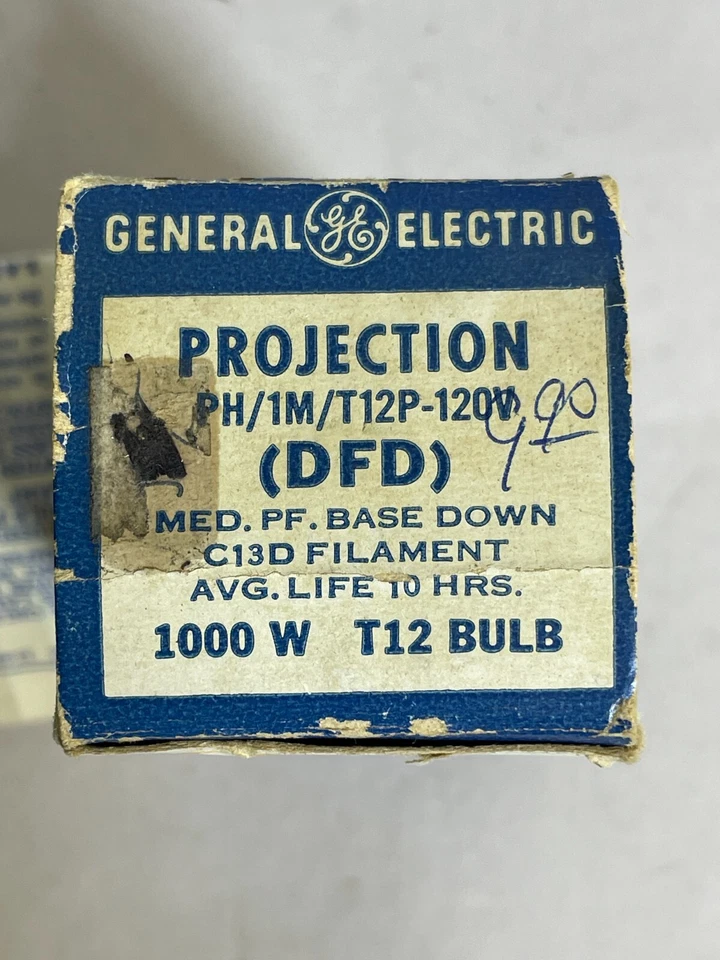 GENERAL GE ELECTRIC
PROJECTION
PH/1M/T12P-120V
9.90
(DFD)
MED. PF. BASE DOWN
C13D FILAMENT
AVG. LIFE 10 HRS.
1000 W T12 BULB